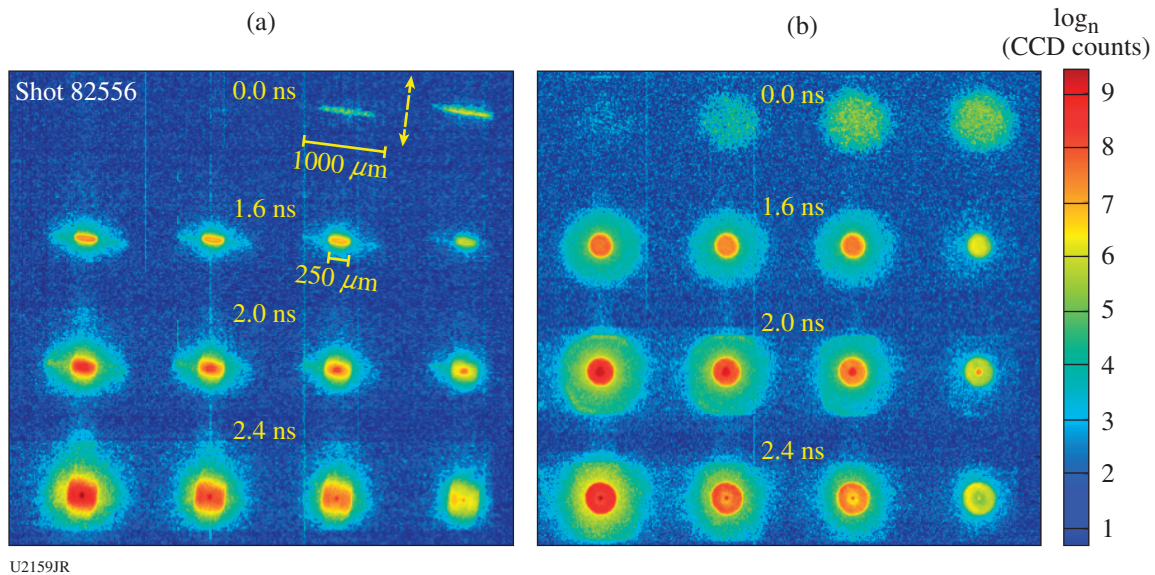 (a)
(b)
log_n
(CCD counts)
Shot 82556
0.0 ns
1000 μm
1.6 ns
250 μm
2.0 ns
2.4 ns
0.0 ns
1.6 ns
2.0 ns
2.4 ns
9
8
7
6
5
4
3
2
1
U2159JR